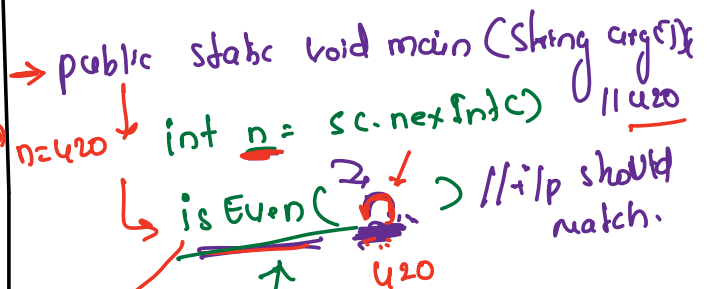 public static void main (String args[]){
// 420
n=420
int n = sc.nextInt()
isEven( n ) // i/p should
match.
420